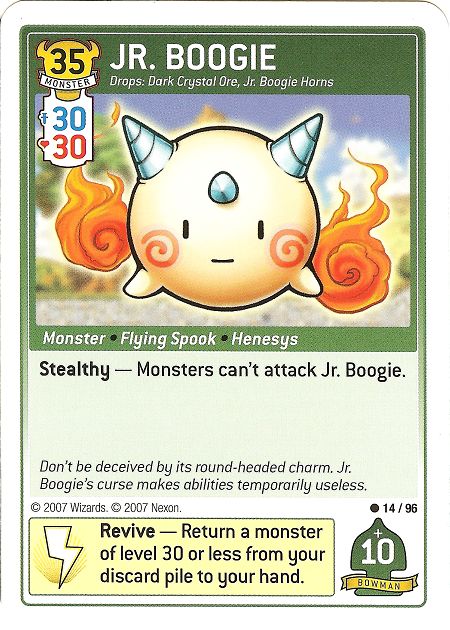 35
MONSTER
JR. BOOGIE
Drops: Dark Crystal Ore, Jr. Boogie Horns
30
30
Monster • Flying Spook • Henesys
Stealthy — Monsters can't attack Jr. Boogie.
Don't be deceived by its round-headed charm. Jr.
Boogie's curse makes abilities temporarily useless.
© 2007 Wizards. © 2007 Nexon.
● 14 / 96
Revive — Return a monster
of level 30 or less from your
discard pile to your hand.
+
10
BOWMAN